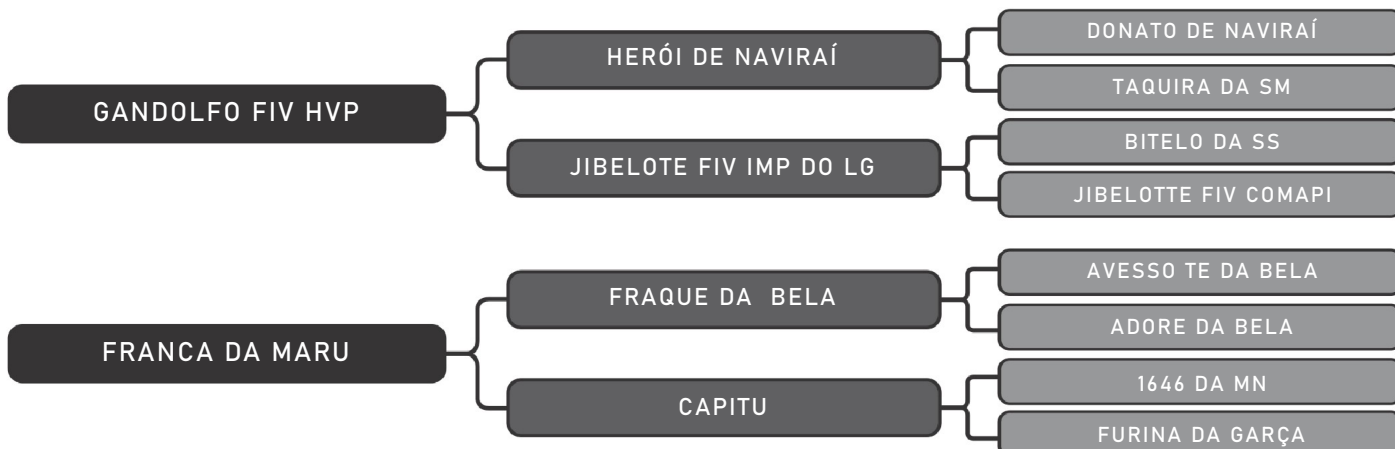 GANDOLFO FIV HVP
HERÓI DE NAVIRAÍ
DONATO DE NAVIRAÍ
TAQUIRA DA SM
JIBELOTE FIV IMP DO LG
BITELO DA SS
JIBELOTTE FIV COMAPI
FRANCA DA MARU
FRAQUE DA BELA
AVESSO TE DA BELA
ADORE DA BELA
CAPITU
1646 DA MN
FURINA DA GARÇA